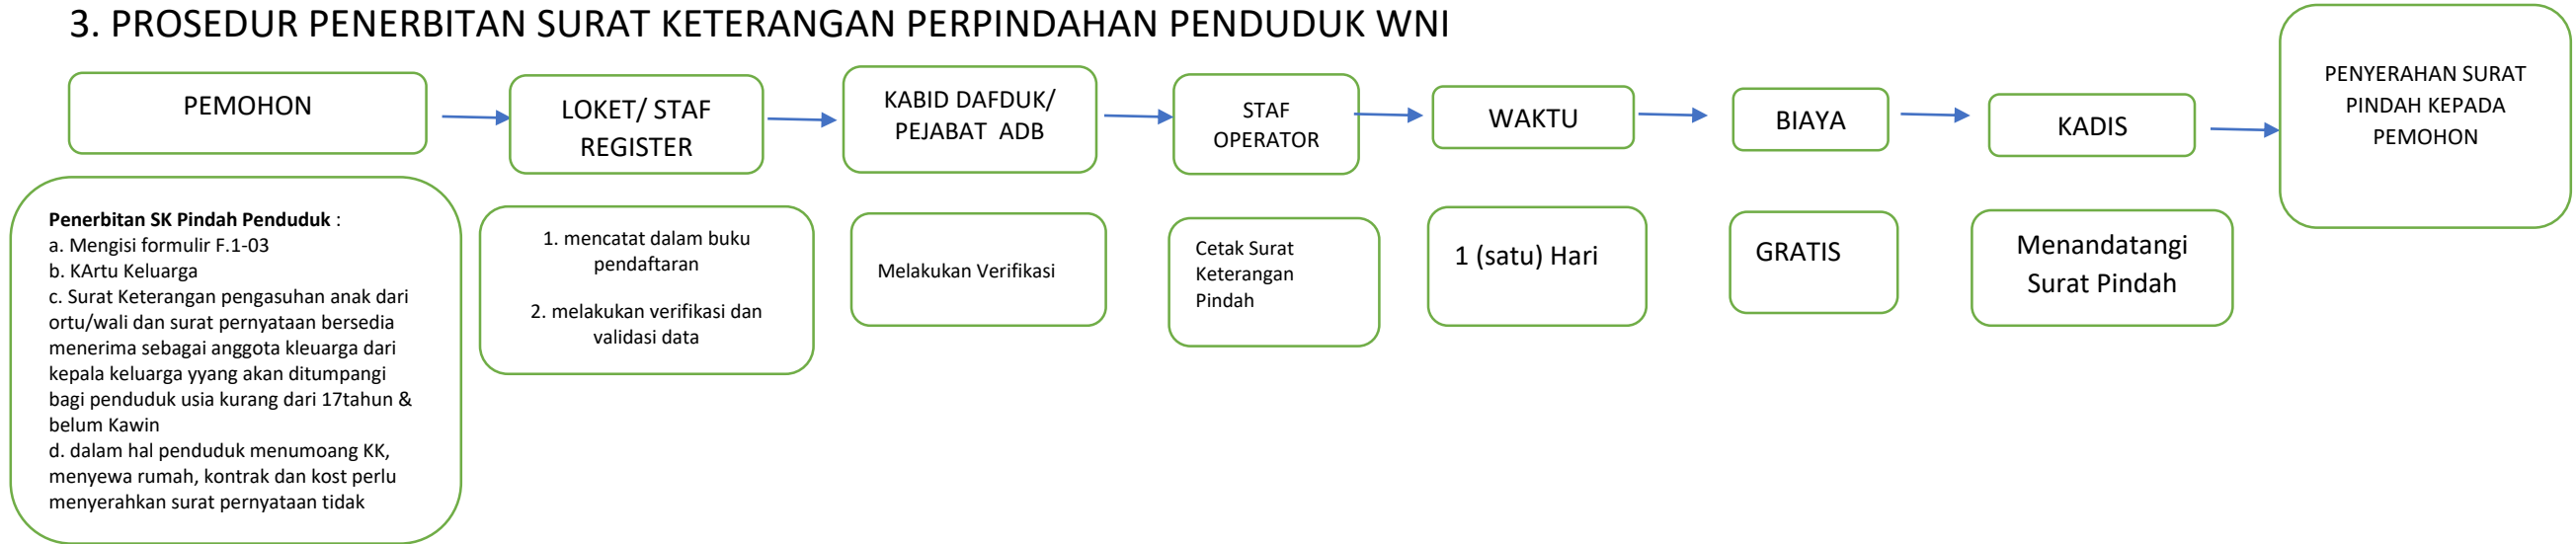 3. PROSEDUR PENERBITAN SURAT KETERANGAN PERPINDAHAN PENDUDUK WNI
PEMOHON
LOKET/ STAF
REGISTER
KABID DAFDUK/
PEJABAT ADB
STAF
OPERATOR
WAKTU
BIAYA
KADIS
PENYERAHAN SURAT
PINDAH KEPADA
PEMOHON
Penerbitan SK Pindah Penduduk :
a. Mengisi formulir F.1-03
b. KArtu Keluarga
c. Surat Keterangan pengasuhan anak dari
ortu/wali dan surat pernyataan bersedia
menerima sebagai anggota kleuarga dari
kepala keluarga yyang akan ditumpangi
bagi penduduk usia kurang dari 17tahun &
belum Kawin
d. dalam hal penduduk menumoang KK,
menyewa rumah, kontrak dan kost perlu
menyerahkan surat pernyataan tidak
1. mencatat dalam buku
pendaftaran
2. melakukan verifikasi dan
validasi data
Melakukan Verifikasi
Cetak Surat
Keterangan
Pindah
1 (satu) Hari
GRATIS
Menandatangi
Surat Pindah